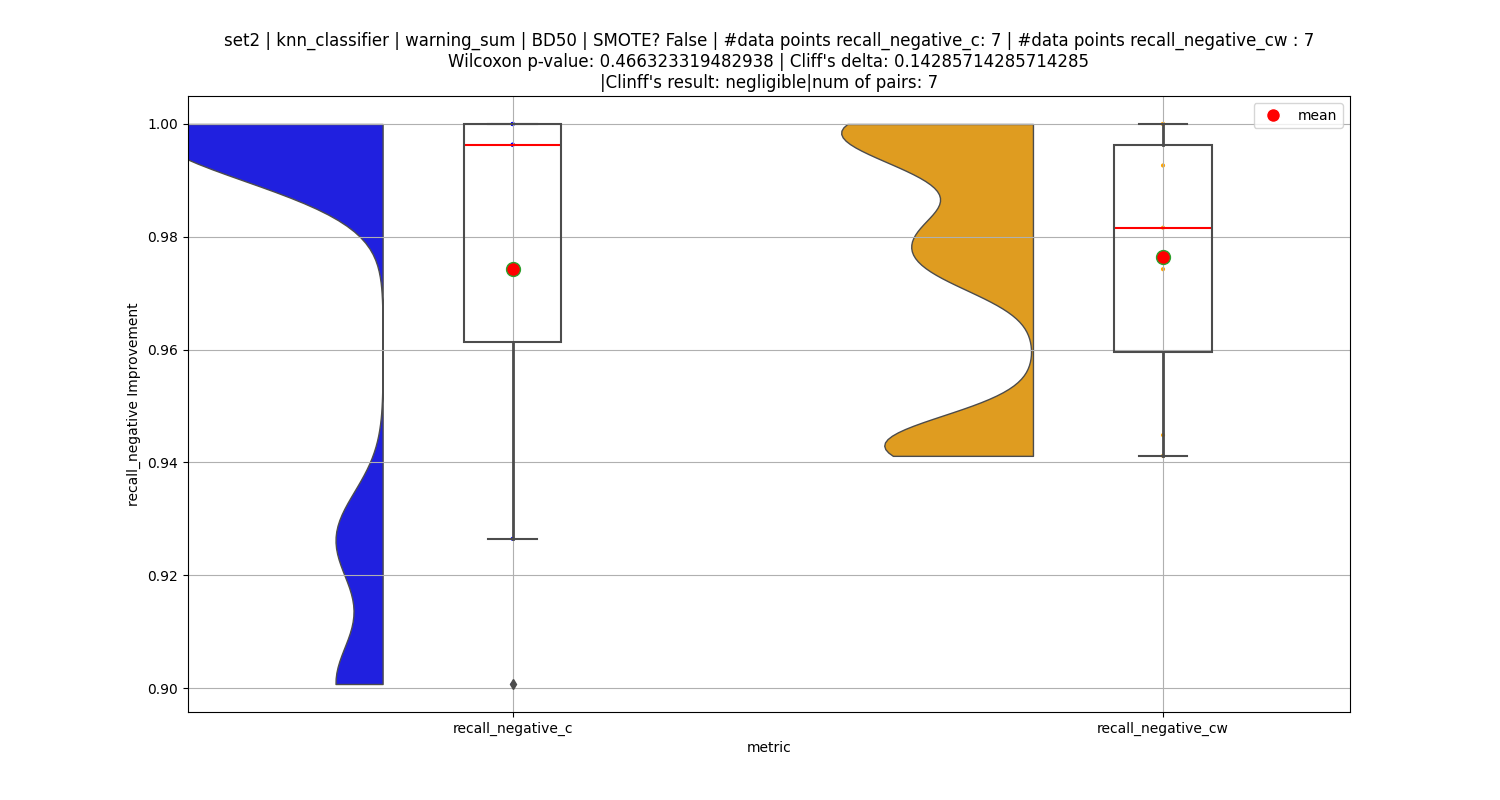 set2 | knn_classifier | warning_sum | BD50 | SMOTE? False | #data points recall_negative_c: 7 | #data points recall_negative_cw : 7
Wilcoxon p-value: 0.466323319482938 | Cliff's delta: 0.14285714285714285
|Clinff's result: negligible|num of pairs: 7
mean
1.00
0.98
0.96
0.94
0.92
0.90
recall_negative Improvement
recall_negative_c
recall_negative_cw
metric